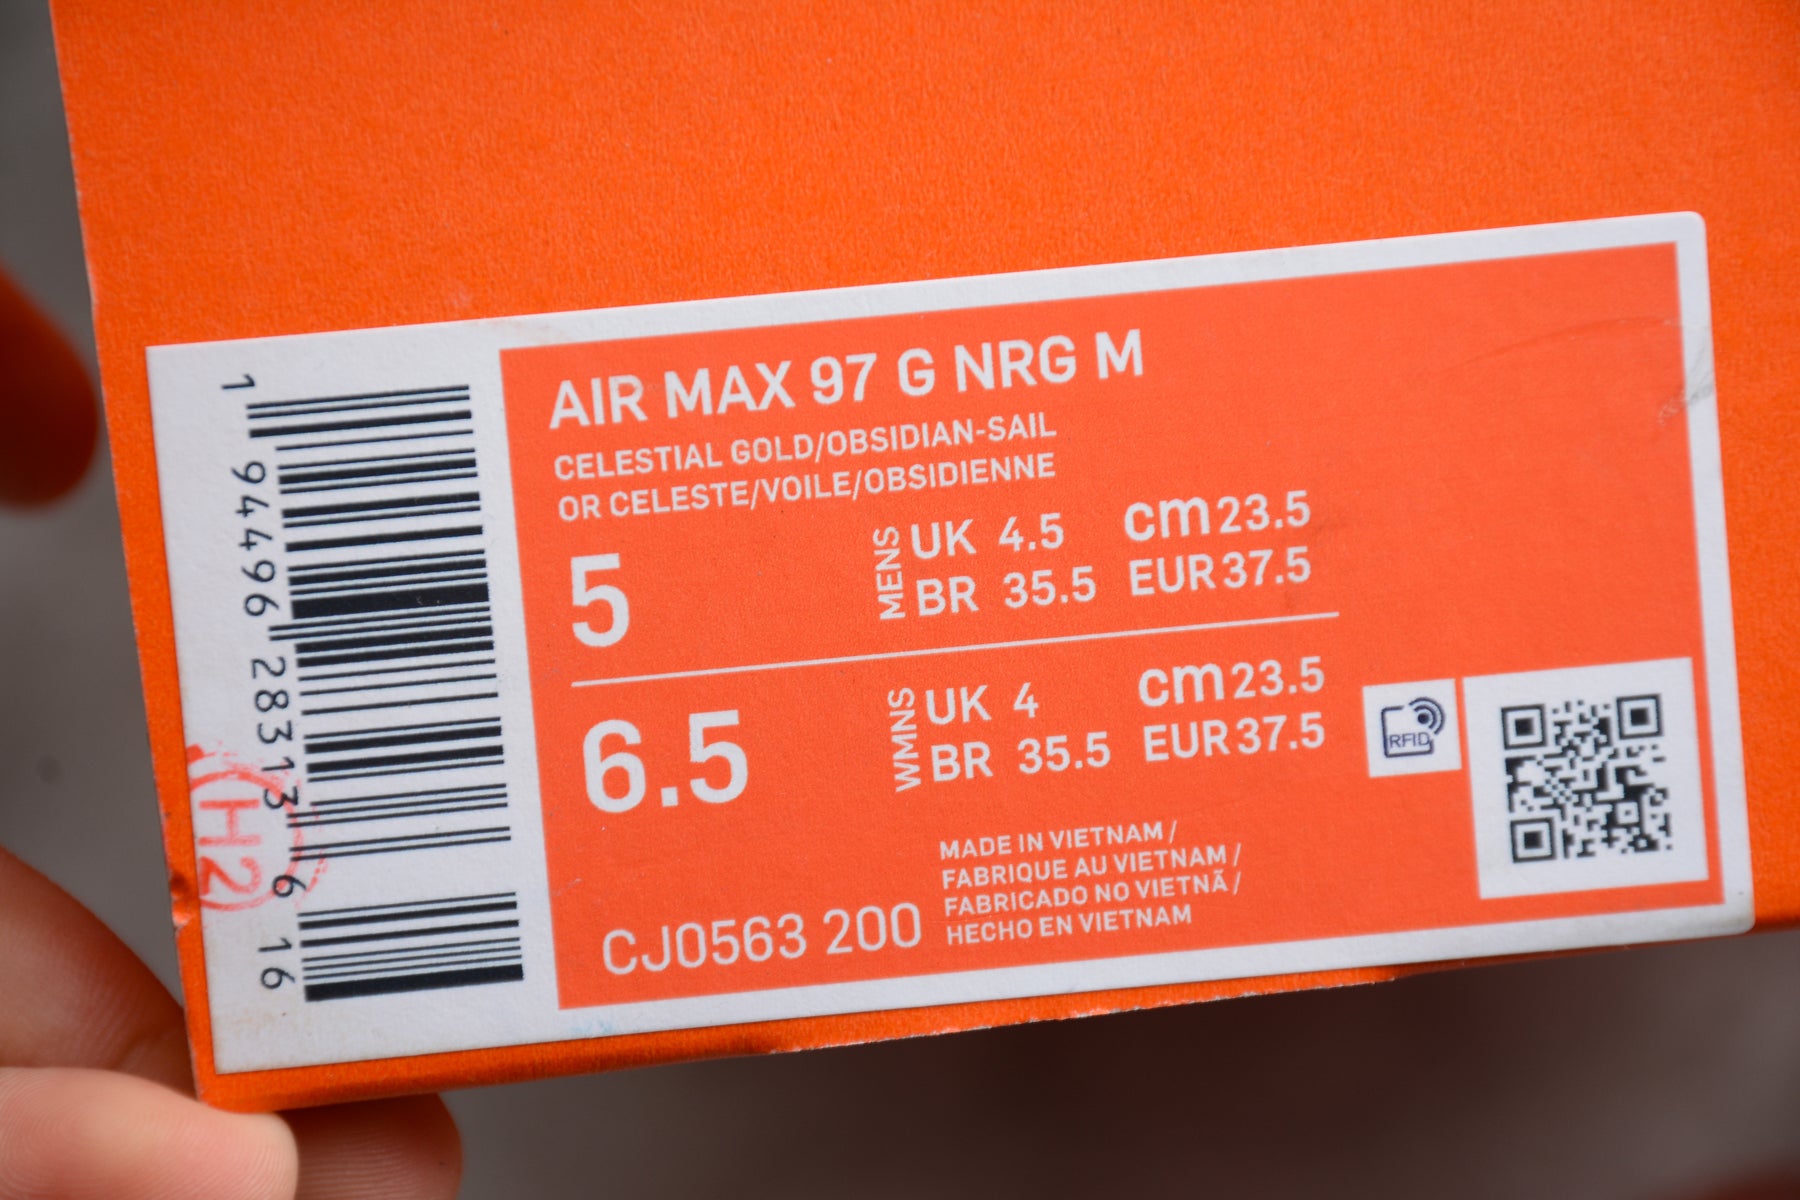 AIR MAX 97 G NRG M
CELESTIAL GOLD/OBSIDIAN-SAIL
OR CELESTE/VOILE/OBSIDIENNE
5
MENS
UK 4.5 cm 23.5
BR 35.5 EUR 37.5
6.5
WMNS
UK 4 cm 23.5
BR 35.5 EUR 37.5
RFID
MADE IN VIETNAM /
FABRIQUE AU VIETNAM /
FABRICADO NO VIETNÃ /
HECHO EN VIETNAM
CJ0563 200
1 94496 28313 6 16
H2